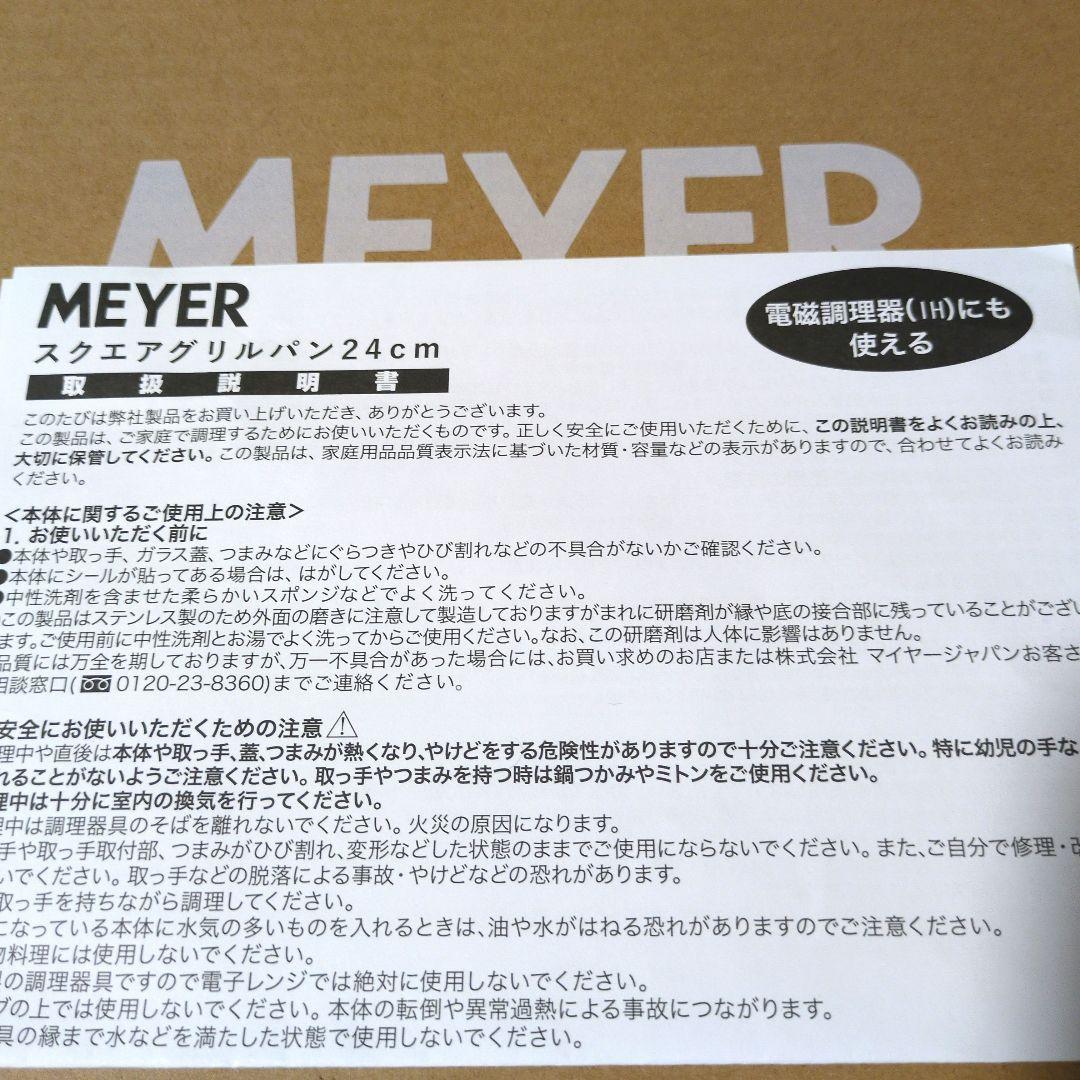 MEYER
MEYER
スクエアグリルパン24cm
取扱説明書
電磁調理器(IH)にも
使える
このたびは弊社製品をお買い上げいただき、ありがとうございます。
この製品は、ご家庭で調理するためにお使いいただくものです。正しく安全にご使用いただくために、この説明書をよくお読みの上、
大切に保管してください。この製品は、家庭用品品質表示法に基づいた材質・容量などの表示がありますので、合わせてよくお読み
ください。
<本体に関するご使用上の注意>
1. お使いいただく前に
●本体や取っ手、ガラス蓋、つまみなどにぐらつきやひび割れなどの不具合がないかご確認ください。
●本体にシールが貼ってある場合は、はがしてください。
●中性洗剤を含ませた柔らかいスポンジなどでよく洗ってください。
この製品はステンレス製のため外面の磨きに注意して製造しておりますがまれに研磨剤が縁や底の接合部に残っていることがござい
ます。ご使用前に中性洗剤とお湯でよく洗ってからご使用ください。なお、この研磨剤は人体に影響はありません。
品質には万全を期しておりますが、万一不具合があった場合には、お買い求めのお店または株式会社 マイヤージャパンお客さ
相談窓口(0120-23-8360)までご連絡ください。
安全にお使いいただくための注意⚠
理中や直後は本体や取っ手、蓋、つまみが熱くなり、やけどをする危険性がありますので十分ご注意ください。特に幼児の手な
れることがないようご注意ください。取っ手やつまみを持つ時は鍋つかみやミトンをご使用ください。
理中は十分に室内の換気を行ってください。
理中は調理器具のそばを離れないでください。火災の原因になります。
手や取っ手取付部、つまみがひび割れ、変形などした状態のままでご使用にならないでください。また、ご自分で修理・改
いでください。取っ手などの脱落による事故・やけどなどの恐れがあります。
取っ手を持ちながら調理してください。
になっている本体に水気の多いものを入れるときは、油や水がはねる恐れがありますのでご注意ください。
物料理には使用しないでください。
の調理器具ですので電子レンジでは絶対に使用しないでください。
ブの上では使用しないでください。本体の転倒や異常過熱による事故につながります。
具の縁まで水などを満たした状態で使用しないでください。